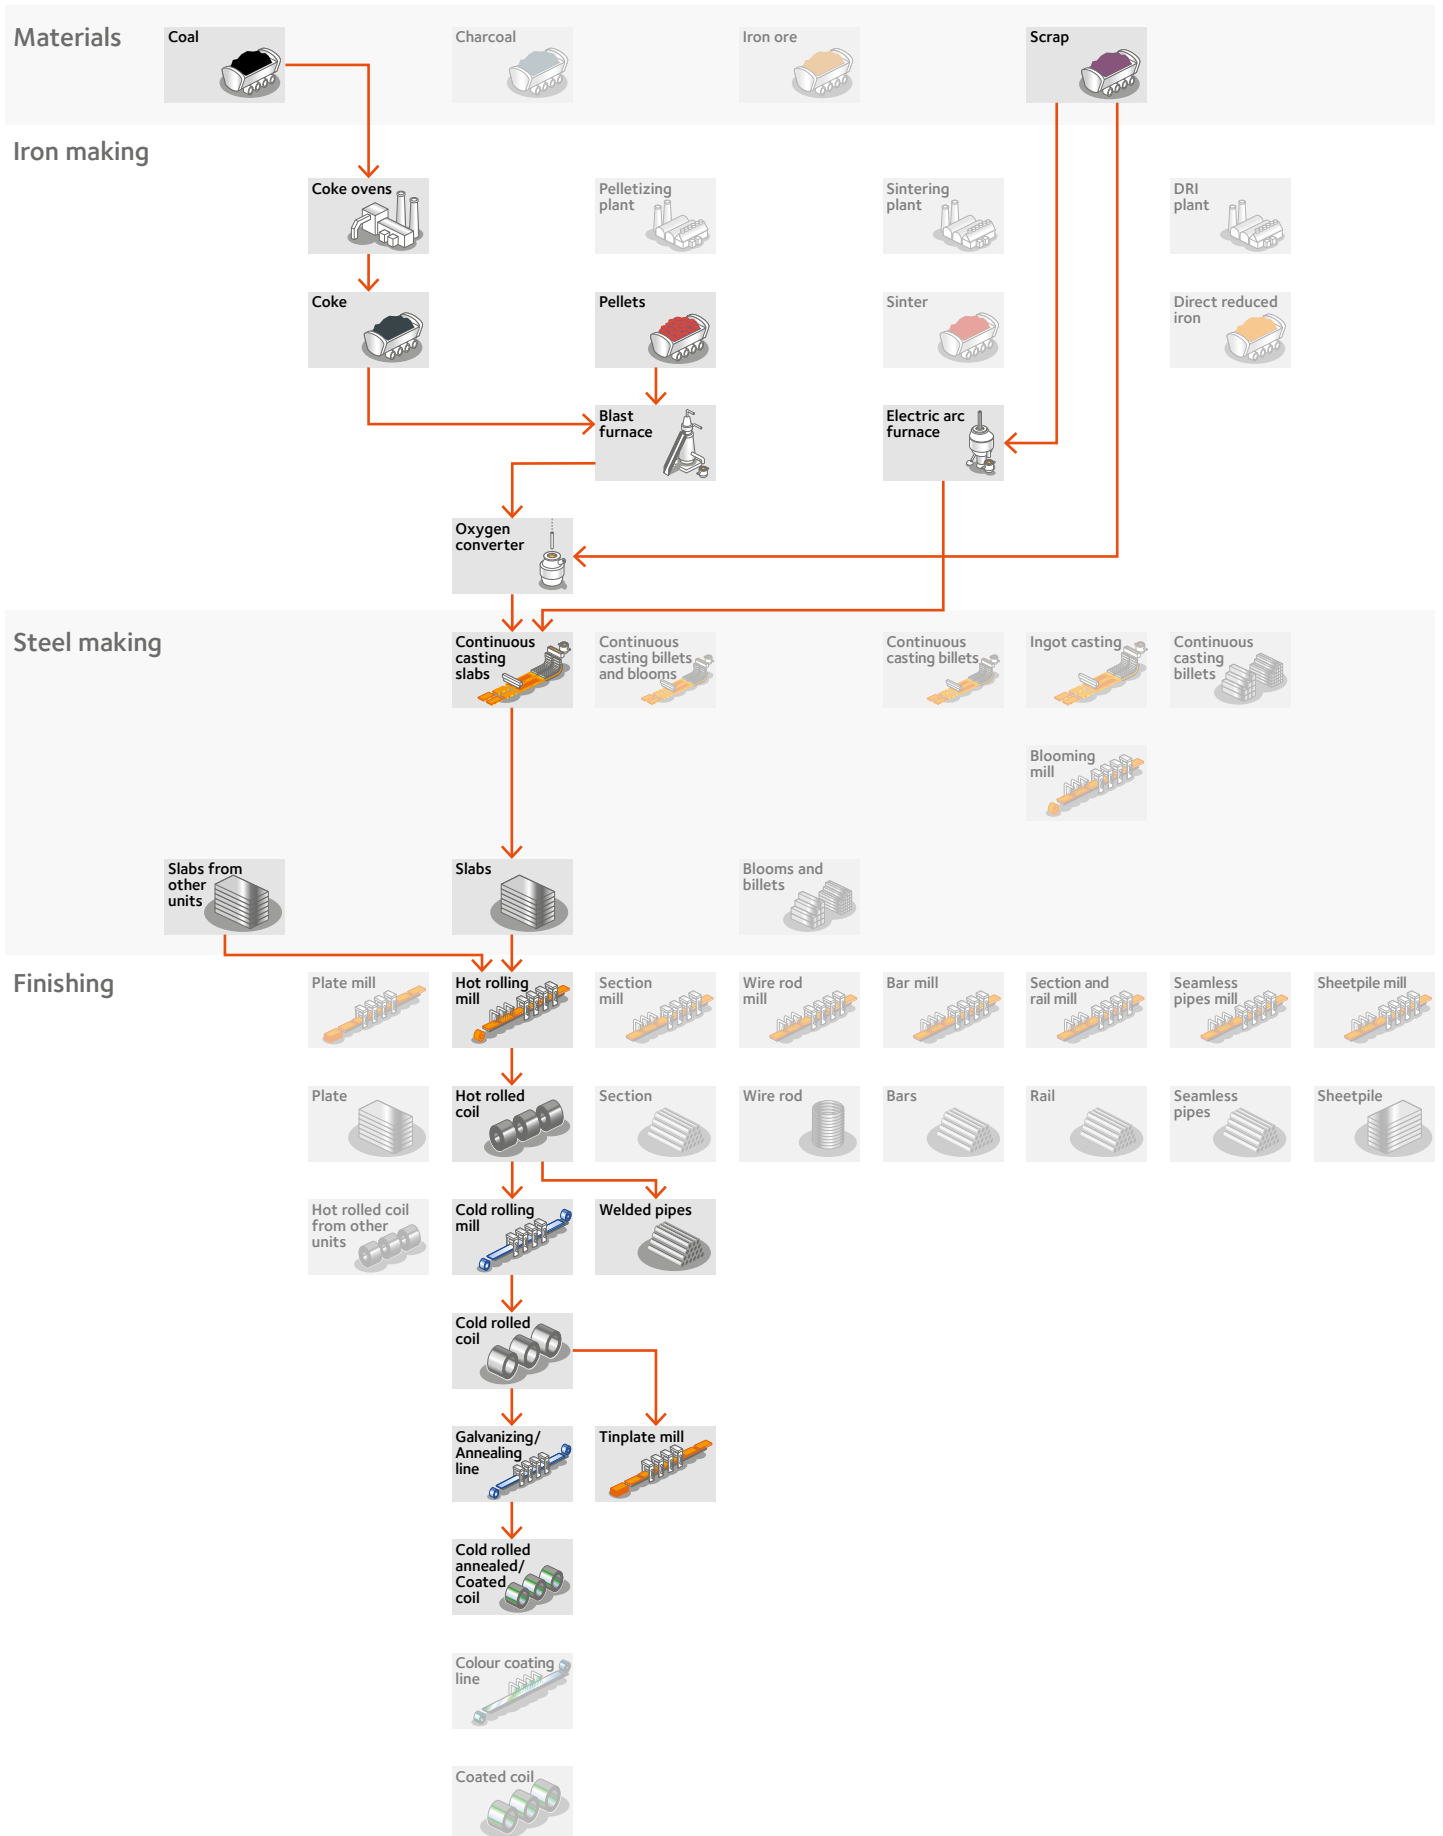 Materials
Coal
Charcoal
Iron ore
Scrap
Iron making
Coke ovens
Pelletizing
plant
Sintering
plant
DRI
plant
Coke
Pellets
Sinter
Direct reduced
iron
Blast
furnace
Electric arc
furnace
Oxygen
converter
Steel making
Continuous
casting
slabs
Continuous
casting billets
and blooms
Continuous
casting billets
Ingot casting
Continuous
casting
billets
Blooming
mill
Slabs from
other
units
Slabs
Blooms and
billets
Finishing
Plate mill
Hot rolling
mill
Section
mill
Wire rod
mill
Bar mill
Section and
rail mill
Seamless
pipes mill
Sheetpile mill
Plate
Hot rolled
coil
Section
Wire rod
Bars
Rail
Seamless
pipes
Sheetpile
Hot rolled coil
from other
units
Cold rolling
mill
Welded pipes
Cold rolled
coil
Galvanizing/
Annealing
line
Tinplate mill
Cold rolled
annealed/
Coated
coil
Colour coating
line
Coated coil